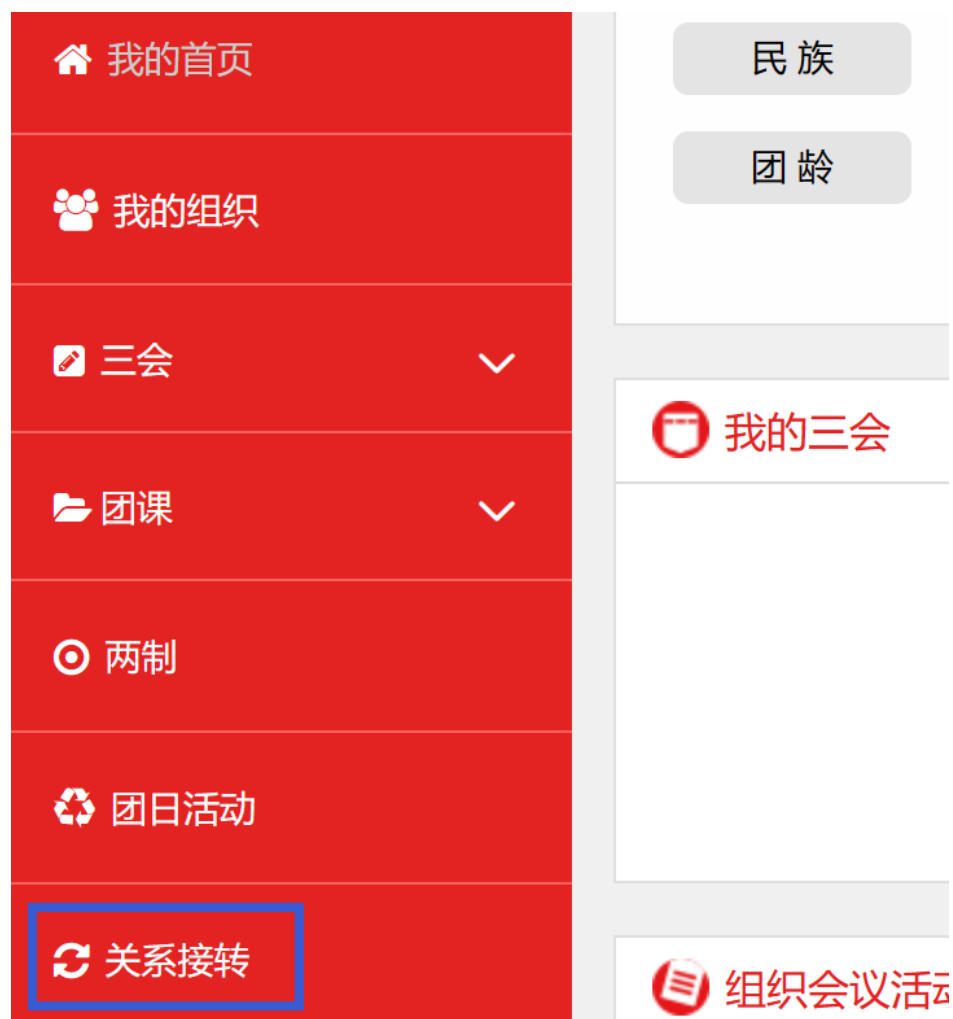 我的首页
我的组织
三会
团课
两制
团日活动
关系接转
民族
团龄
我的三会
组织会议活动